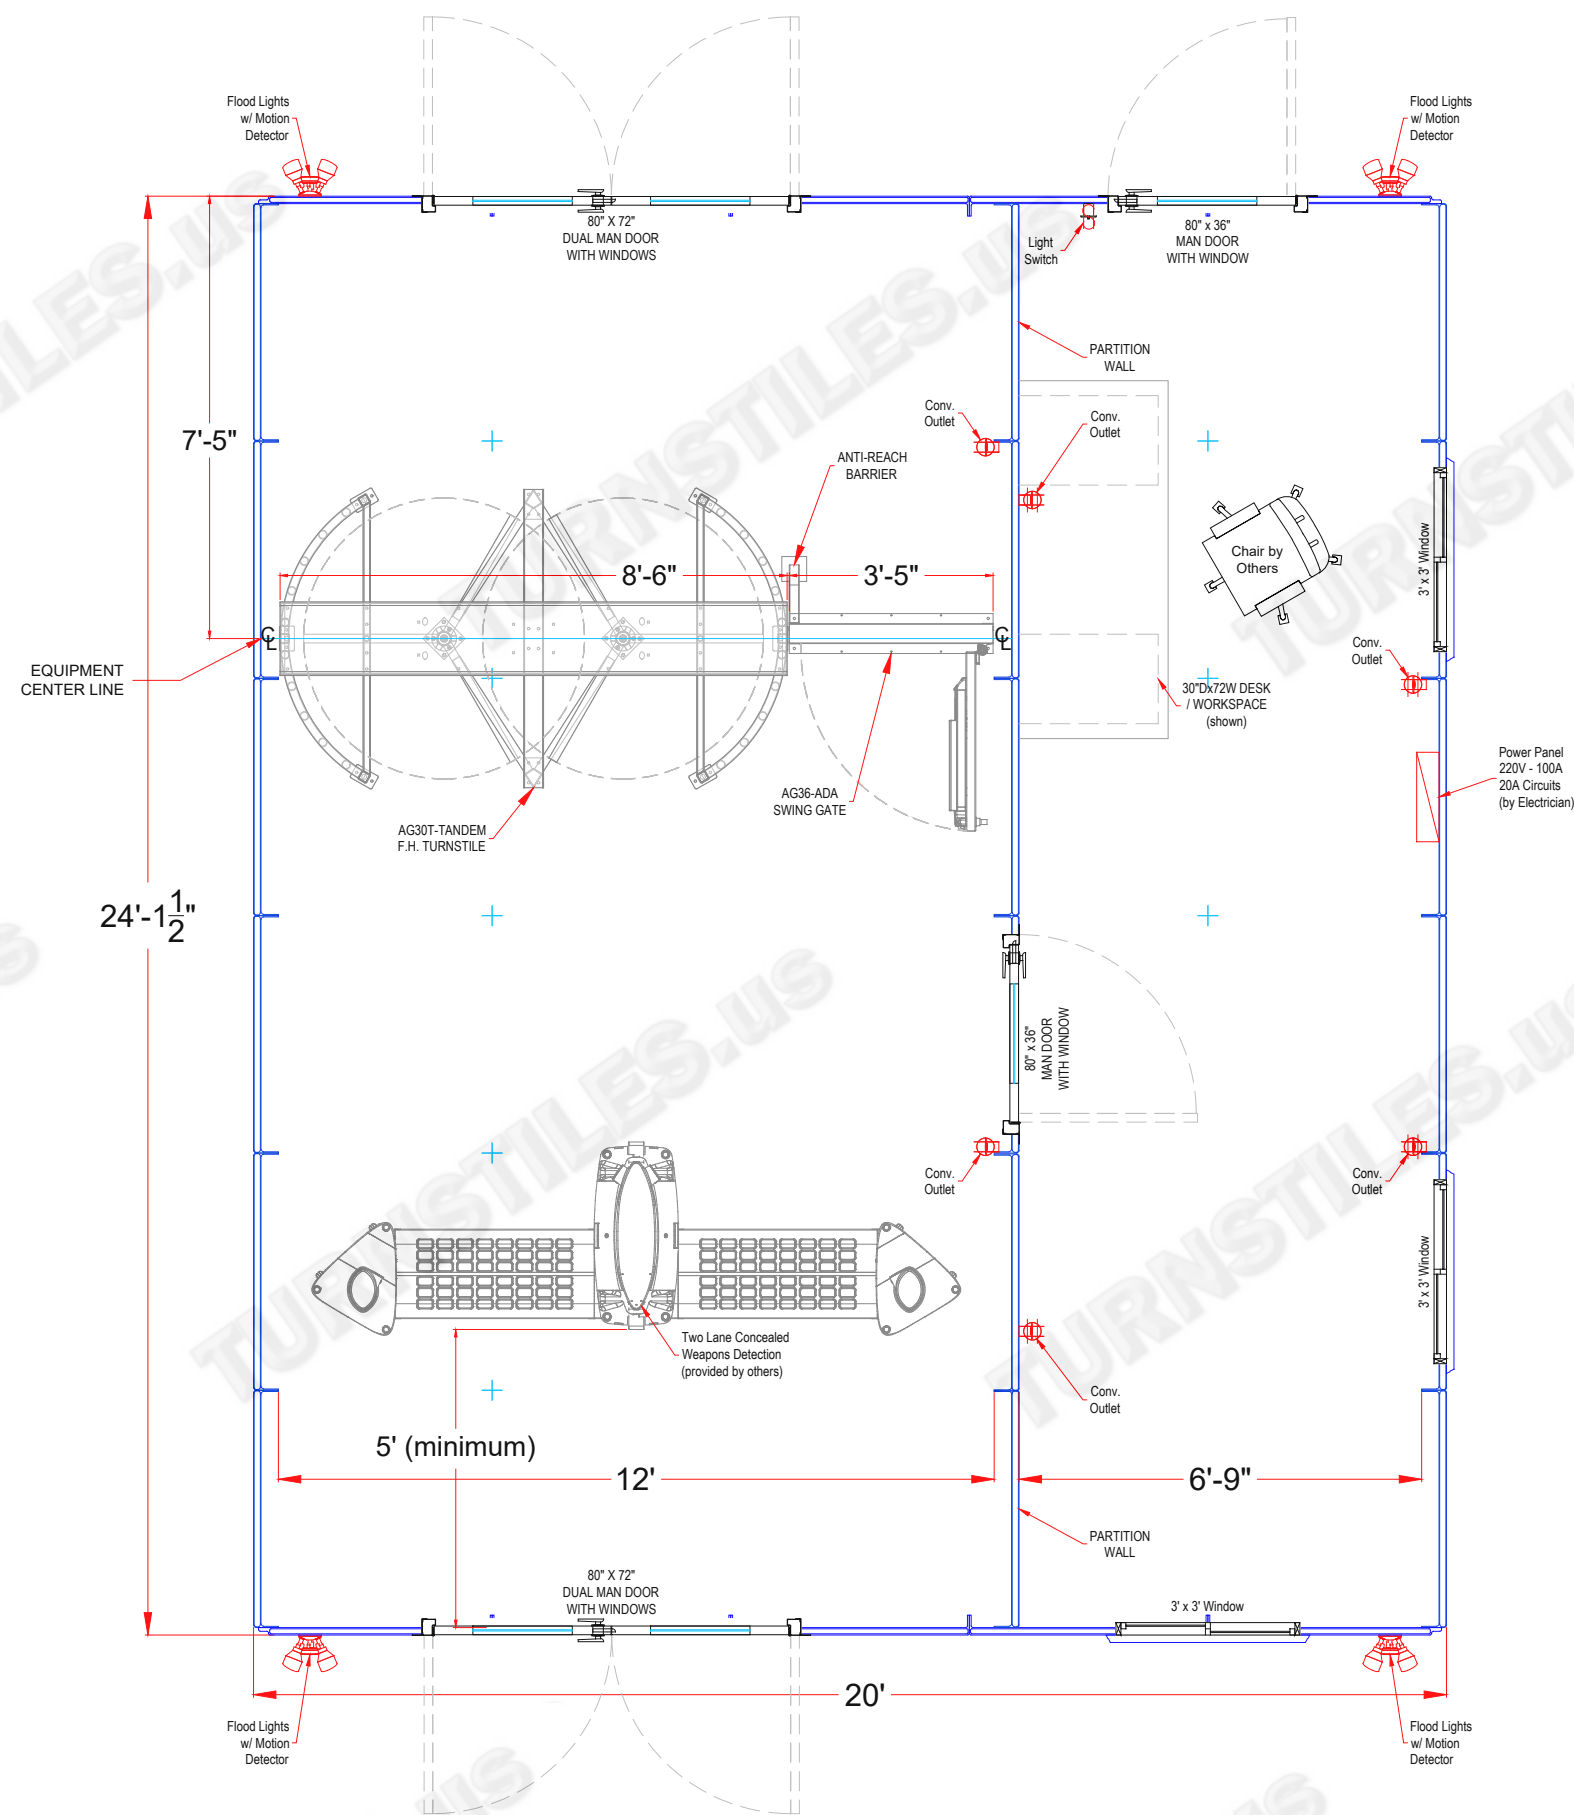 Flood Lights
w/ Motion
Detector
Flood Lights
w/ Motion
Detector
80" X 72"
DUAL MAN DOOR
WITH WINDOWS
Light
Switch
80" x 36"
MAN DOOR
WITH WINDOW
PARTITION
WALL
7'-5"
Conv.
Outlet
Conv.
Outlet
ANTI-REACH
BARRIER
8'-6"
3'-5"
Chair by
Others
3' x 3' Window
CL
CL
EQUIPMENT
CENTER LINE
Conv.
Outlet
30"Dx72W DESK
/ WORKSPACE
(shown)
Power Panel
220V - 100A
20A Circuits
(by Electrician)
AG36-ADA
SWING GATE
AG30T-TANDEM
F.H. TURNSTILE
24'-1 1/2"
80" x 36"
MAN DOOR
WITH WINDOW
Conv.
Outlet
Conv.
Outlet
3' x 3' Window
Two Lane Concealed
Weapons Detection
(provided by others)
Conv.
Outlet
5' (minimum)
12'
6'-9"
PARTITION
WALL
80" X 72"
DUAL MAN DOOR
WITH WINDOWS
3' x 3' Window
20'
Flood Lights
w/ Motion
Detector
Flood Lights
w/ Motion
Detector
TURNSTILES.us
TURNSTILES.us
TURNSTILES.us